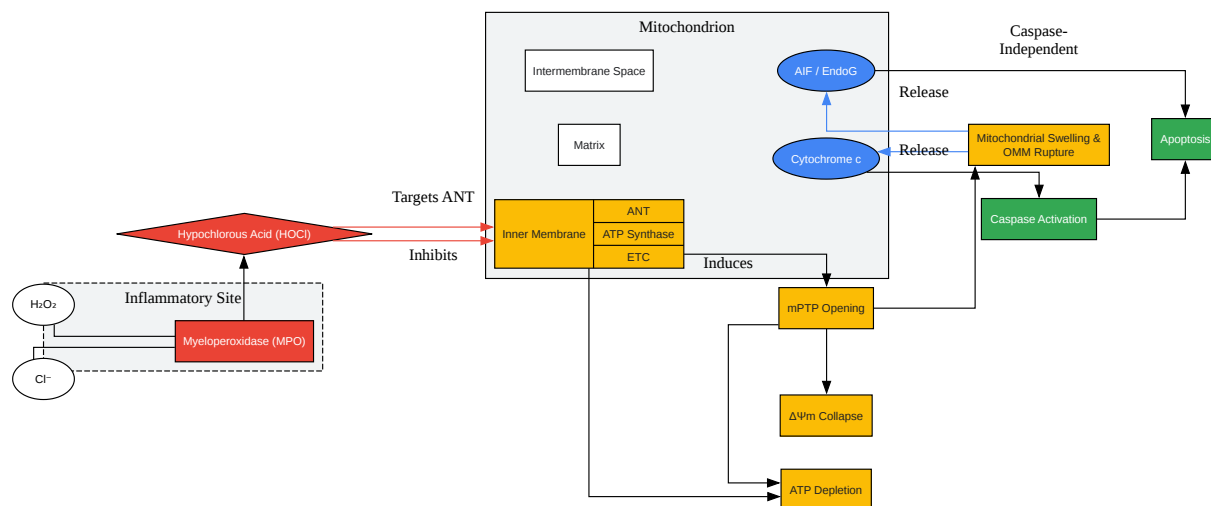 Mitochondrion
Caspase-
Independent
Intermembrane Space
AIF / EndoG
Release
Matrix
Cytochrome c
Release
Mitochondrial Swelling &
OMM Rupture
Apoptosis
Targets ANT
Inner Membrane
ANT
ATP Synthase
ETC
Caspase Activation
Hypochlorous Acid (HOCl)
Inhibits
Induces
Inflammatory Site
H₂O₂
Myeloperoxidase (MPO)
Cl⁻
mPTP Opening
ΔΨm Collapse
ATP Depletion